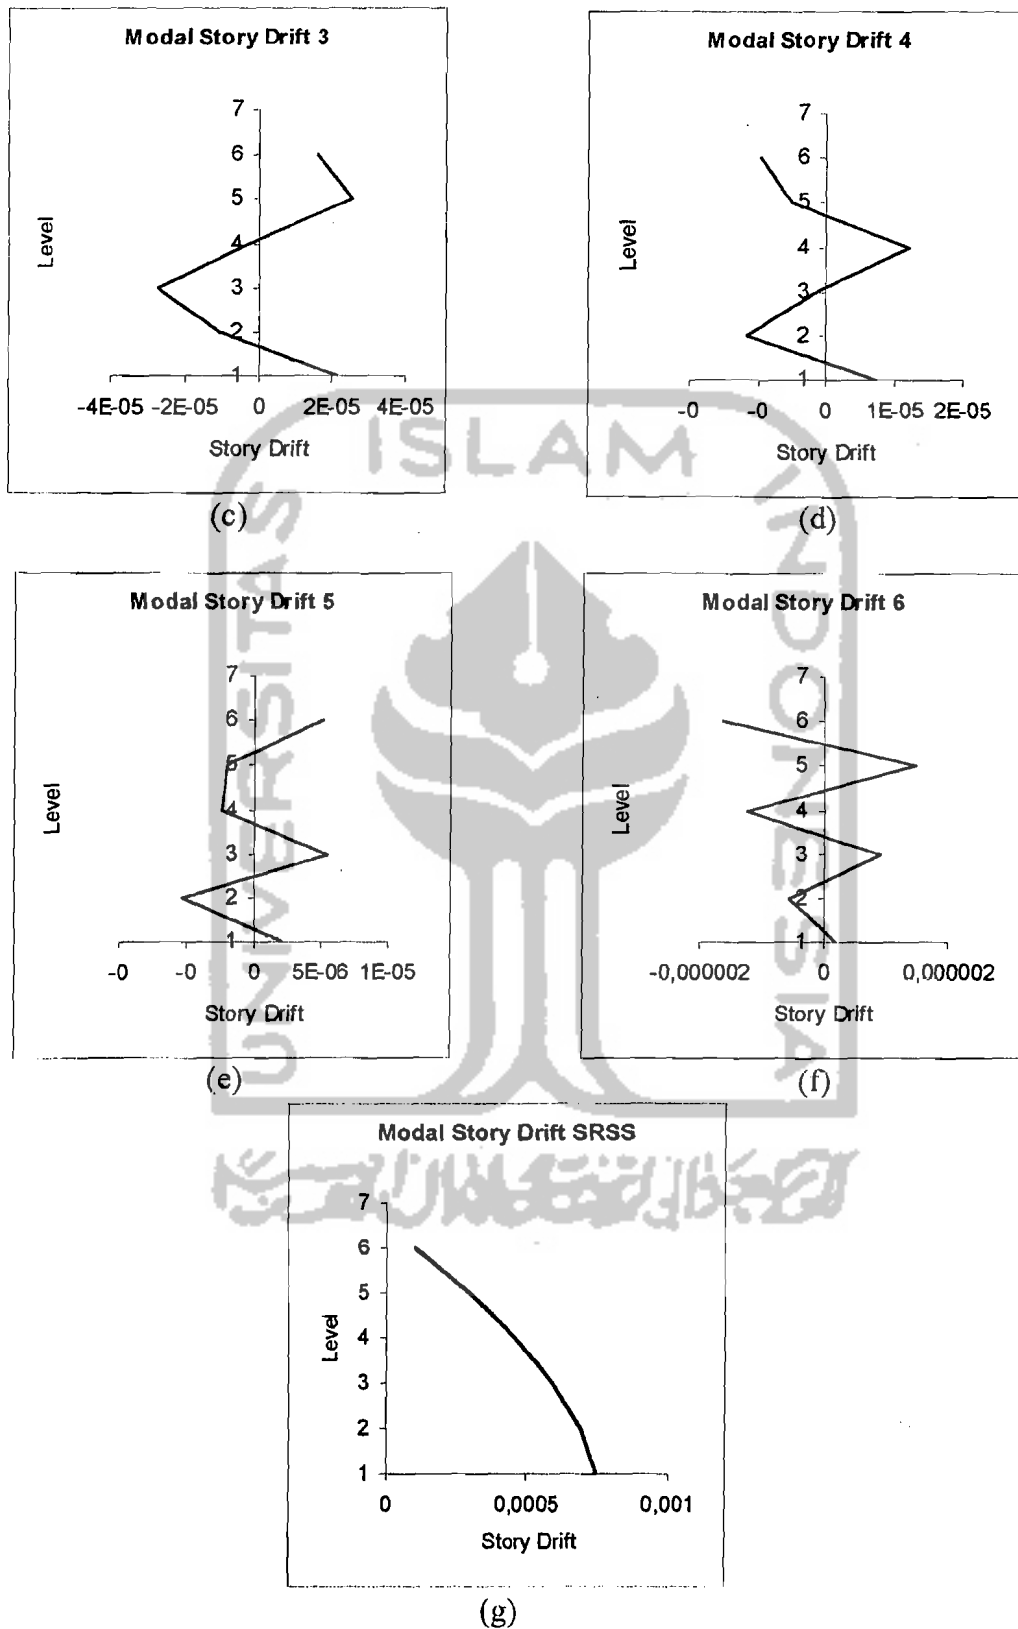 Modal Story Drift 3
7
6
5
4
3
2
1
Level
-4E-05 -2E-05 0 2E-05 4E-05
Story Drift
(c)
Modal Story Drift 4
7
6
5
4
3
2
1
Level
-0 -0 0 1E-05 2E-05
Story Drift
(d)
Modal Story Drift 5
7
6
5
4
3
2
1
Level
-0 -0 0 5E-06 1E-05
Story Drift
(e)
Modal Story Drift 6
7
6
5
4
3
2
1
Level
-0,000002 0 0,000002
Story Drift
(f)
Modal Story Drift SRSS
7
6
5
4
3
2
1
Level
0 0,0005 0,001
Story Drift
(g)
UNIVERSITAS
ISLAM
INDONESIA